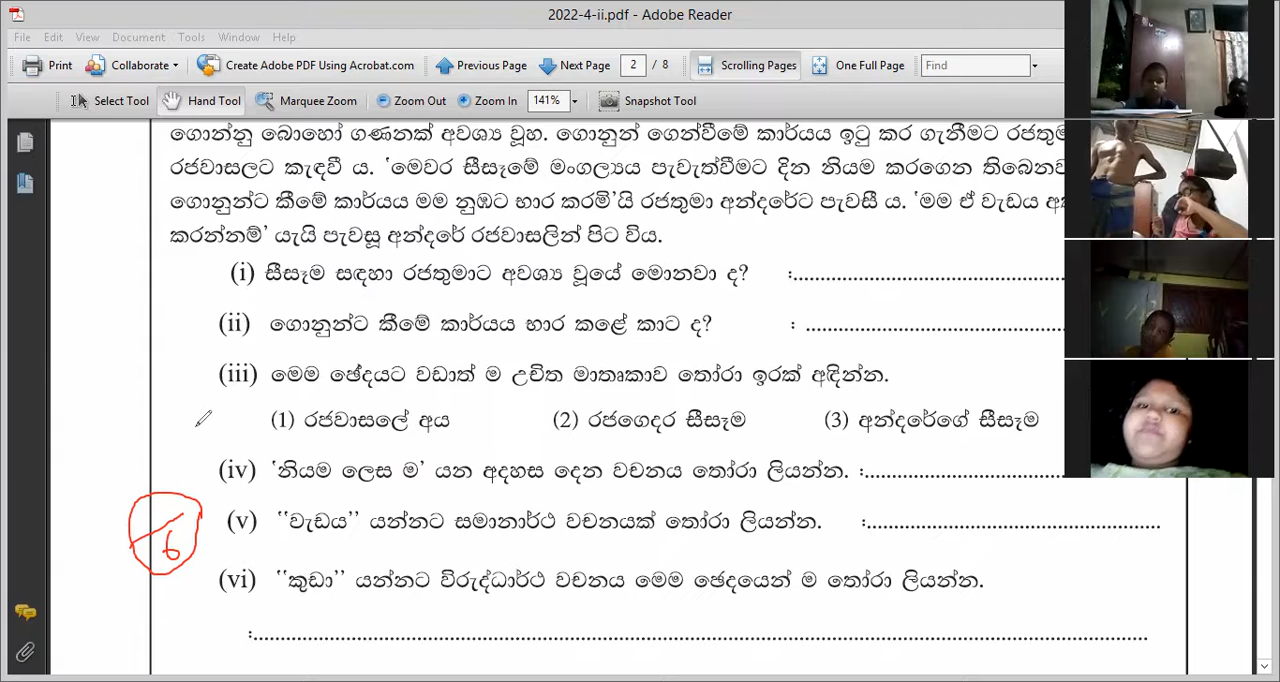 2022-4-ii.pdf - Adobe Reader
File Edit View Document Tools Window Help
Print Collaborate Create Adobe PDF Using Acrobat.com Previous Page Next Page 2 / 8 Scrolling Pages One Full Page Find
Select Tool Hand Tool Marquee Zoom Zoom Out Zoom In 141% Snapshot Tool
ගොන්නු බොහෝ ගණනක් අවශ්‍ය වූහ. ගොනුන් ගෙන්වීමේ කාර්යය ඉටු කර ගැනීමට රජතුම
රජවාසලට කැඳවී ය. ‘මෙවර සීසෑමේ මංගල්‍යය පැවැත්වීමට දින නියම කරගෙන තිබෙනව
ගොනුන්ට කීමේ කාර්යය මම නුඹට භාර කරමි’යි රජතුමා අන්දරේට පැවසී ය. ‘මම ඒ වැඩය
කරන්නම්’ යැයි පැවසූ අන්දරේ රජවාසලින් පිට විය.
(i) සීසෑම සඳහා රජතුමාට අවශ්‍ය වූයේ මොනවා ද? :..............................................
(ii) ගොනුන්ට කීමේ කාර්යය භාර කළේ කාට ද? : ..............................................
(iii) මෙම ඡේදයට වඩාත් ම උචිත මාතෘකාව තෝරා ඉරක් අඳින්න.
(1) රජවාසලේ අය (2) රජගෙදර සීසෑම (3) අන්දරේගේ සීසෑම
(iv) ‘නියම ලෙස ම’ යන අදහස දෙන වචනය තෝරා ලියන්න. :..................................
(v) “වැඩය” යන්නට සමානාර්ථ වචනයක් තෝරා ලියන්න. :..................................................
6
(vi) “කුඩා” යන්නට විරුද්ධාර්ථ වචනය මෙම ඡෙදයෙන් ම තෝරා ලියන්න.
:....................................................................................................